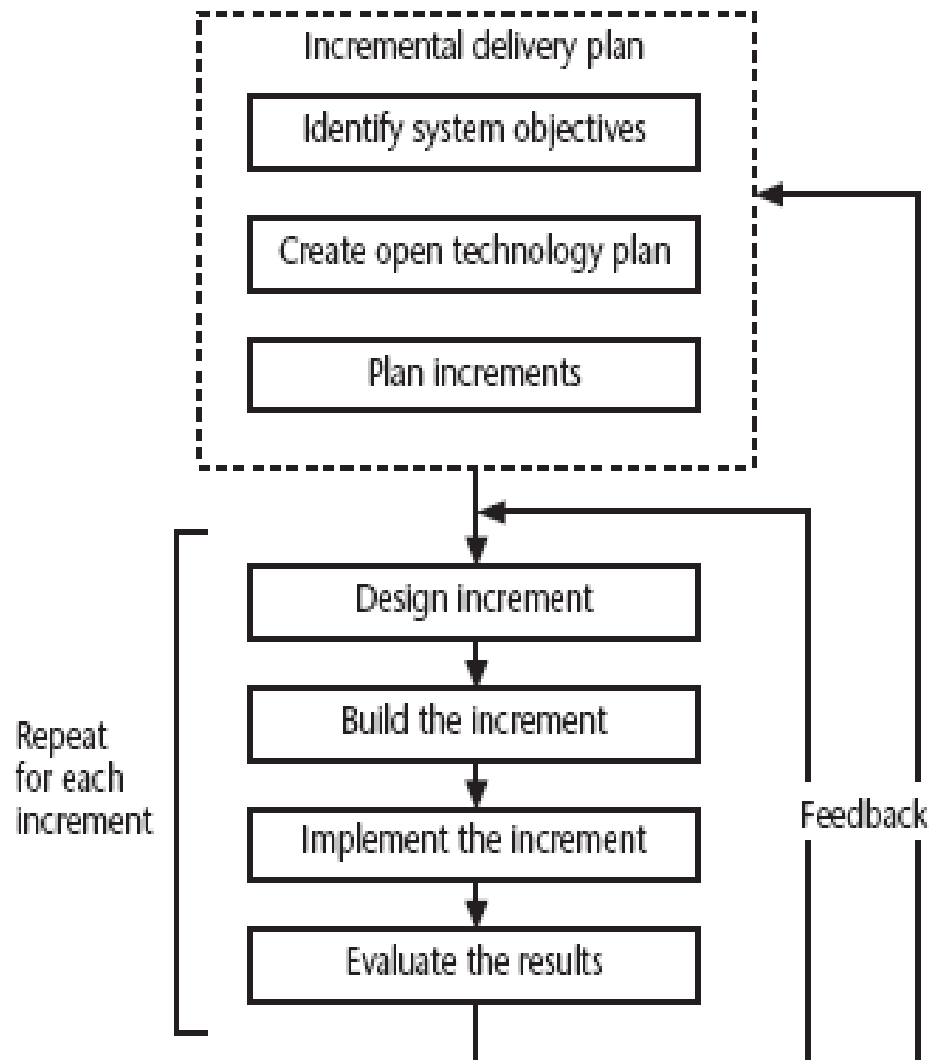 Incremental delivery plan
Identify system objectives
Create open technology plan
Plan increments
Design increment
Build the increment
Repeat
for each
increment
Implement the increment
Feedback
Evaluate the results